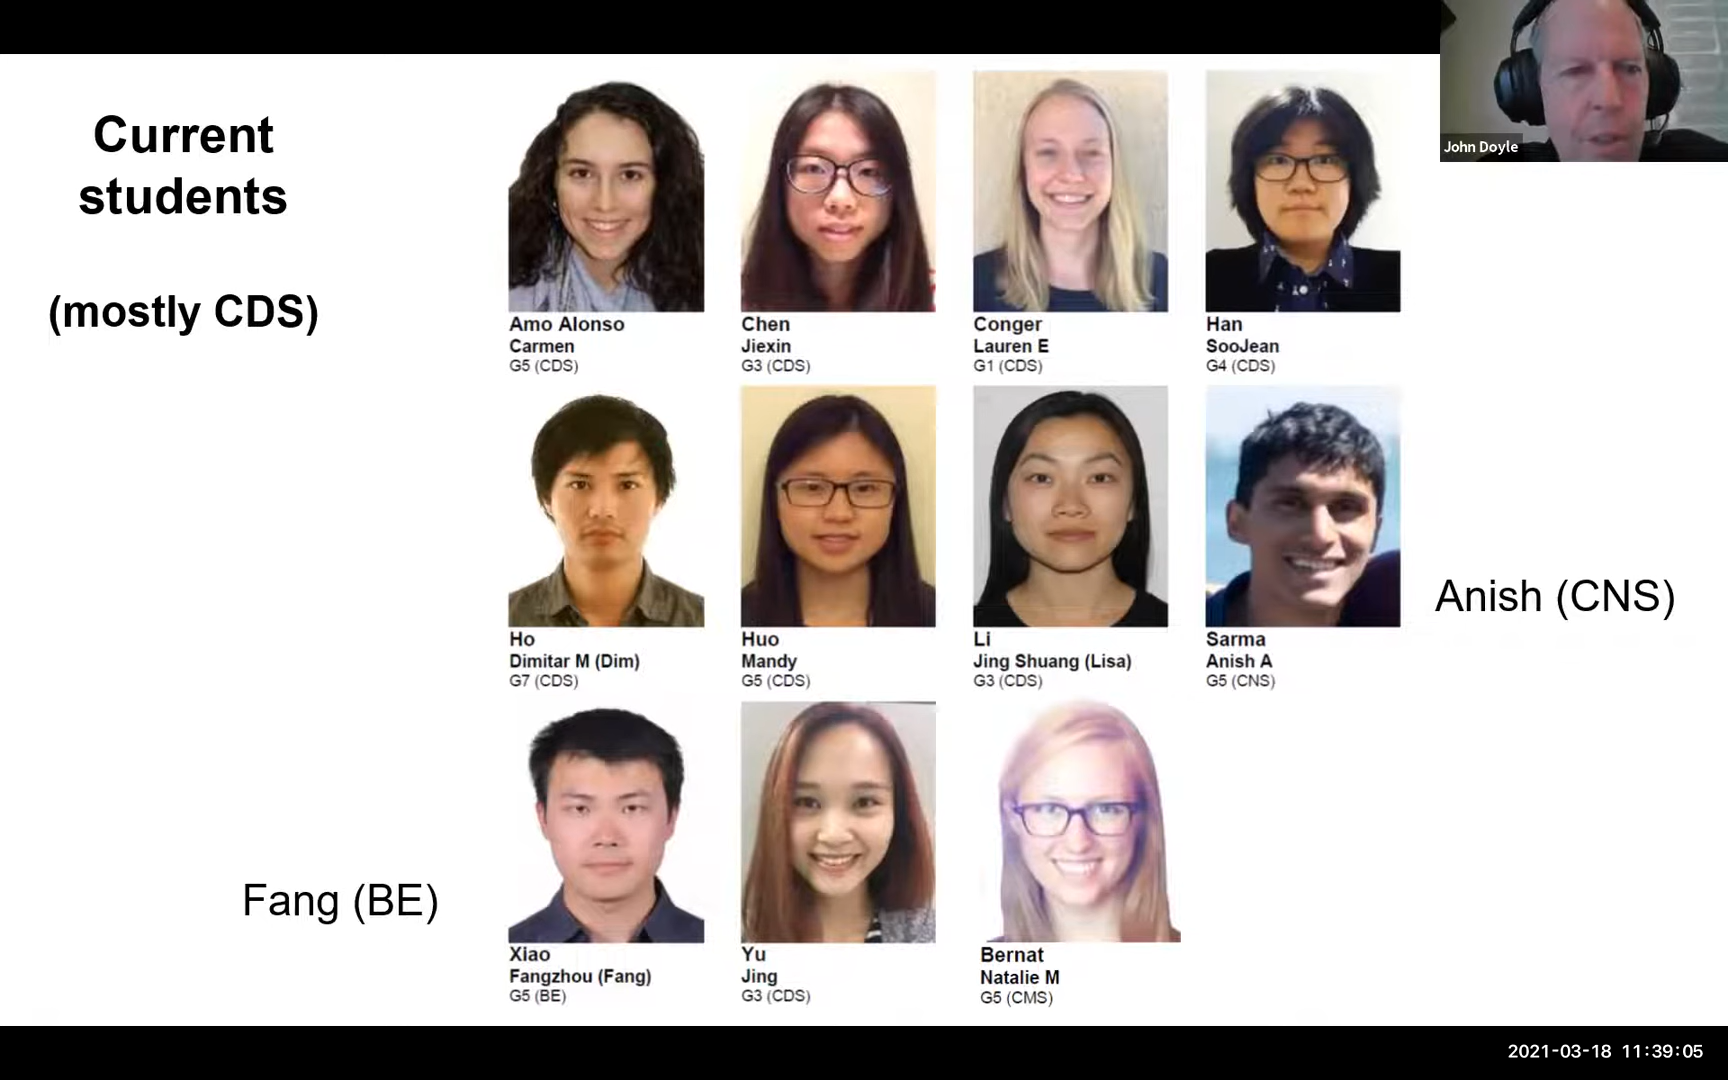 Current
students
(mostly CDS)
John Doyle
Amo Alonso
Carmen
G5 (CDS)
Chen
Jiexin
G3 (CDS)
Conger
Lauren E
G1 (CDS)
Han
SooJean
G4 (CDS)
Ho
Dimitar M (Dim)
G7 (CDS)
Huo
Mandy
G5 (CDS)
Li
Jing Shuang (Lisa)
G3 (CDS)
Sarma
Anish A
G5 (CNS)
Anish (CNS)
Fang (BE)
Xiao
Fangzhou (Fang)
G5 (BE)
Yu
Jing
G3 (CDS)
Bernat
Natalie M
G5 (CMS)
2021-03-18 11:39:05